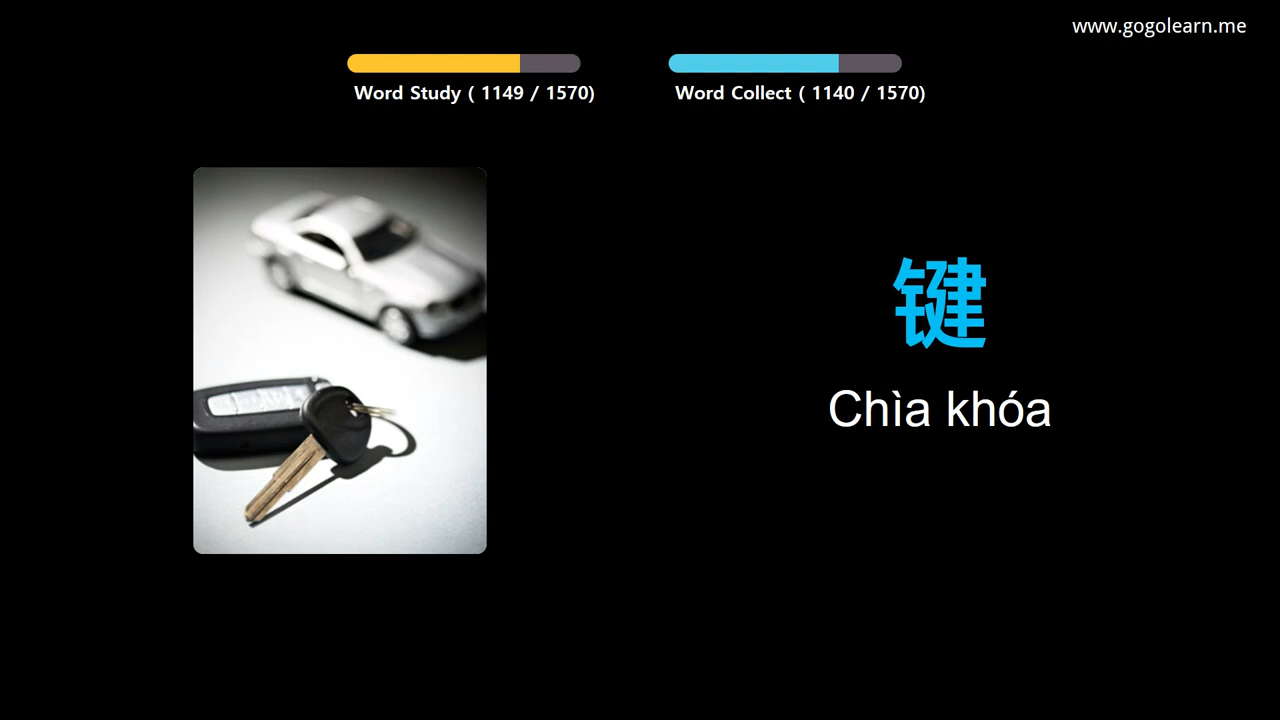 www.gogolearn.me
Word Study ( 1149 / 1570)
Word Collect ( 1140 / 1570)
键
Chìa khóa